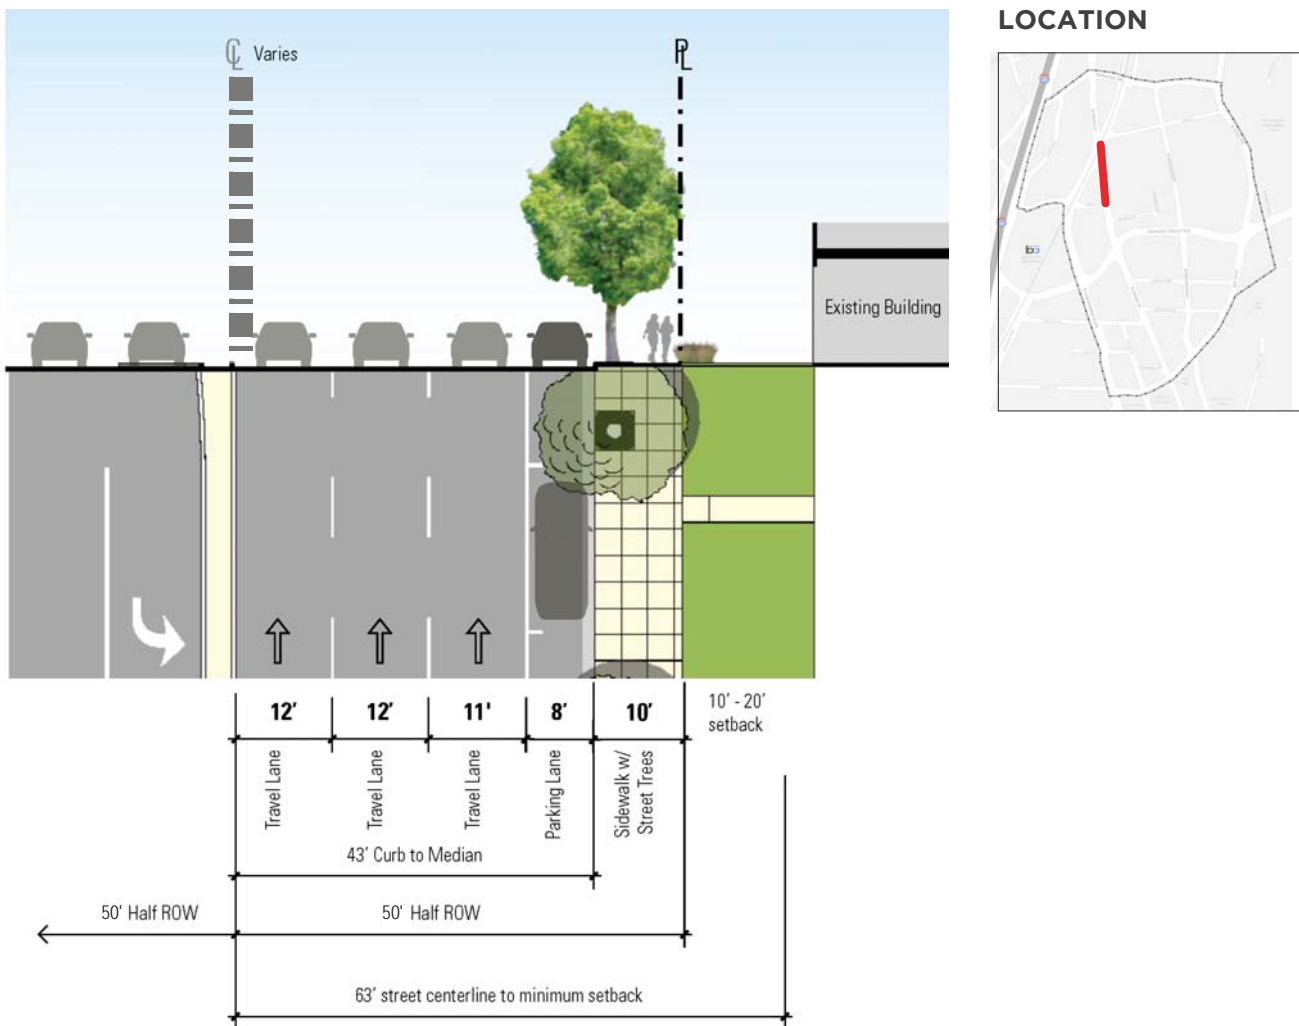 LOCATION
CL Varies
PL
Existing Building
12' 12' 11' 8' 10' 10' - 20'
setback
Travel Lane
Travel Lane
Travel Lane
Parking Lane
Sidewalk w/
Street Trees
43' Curb to Median
50' Half ROW 50' Half ROW
63' street centerline to minimum setback